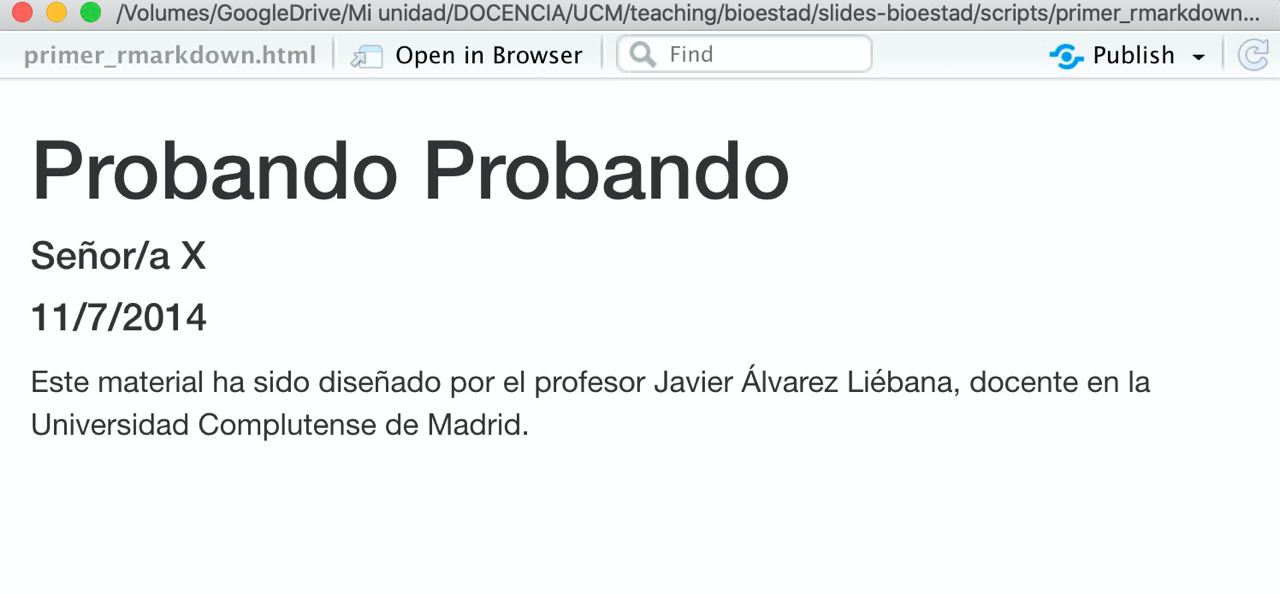 /Volumes/GoogleDrive/Mi unidad/DOCENCIA/UCM/teaching/bioestad/slides-bioestad/scripts/primer_rmarkdown...
primer_rmarkdown.html Open in Browser Find Publish
Probando Probando
Señor/a X
11/7/2014
Este material ha sido diseñado por el profesor Javier Álvarez Liébana, docente en la
Universidad Complutense de Madrid.